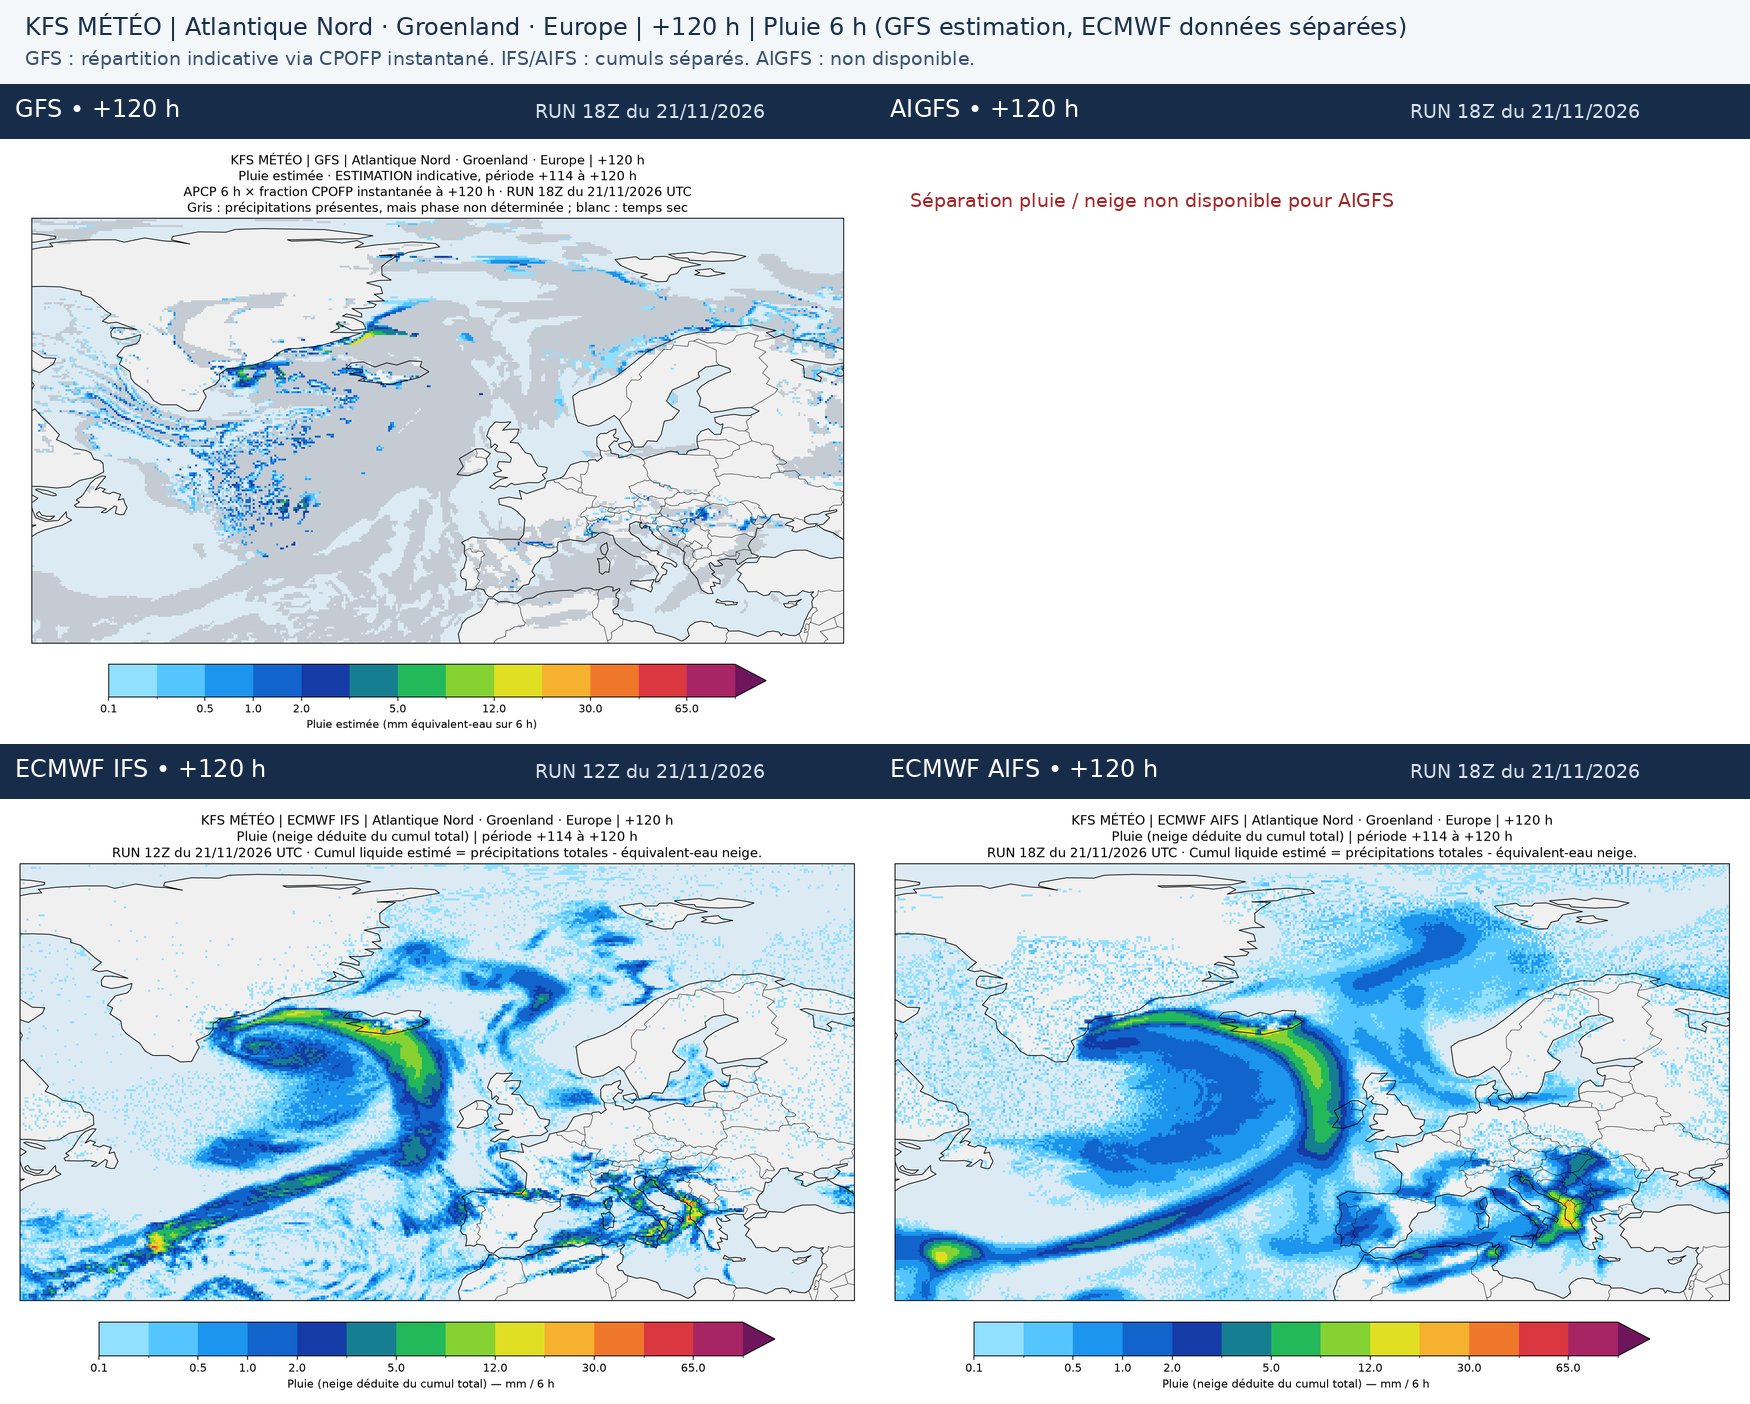 KFS MÉTÉO | Atlantique Nord · Groenland · Europe | +120 h | Pluie 6 h (GFS estimation, ECMWF données séparées)
GFS : répartition indicative via CPOFP instantané. IFS/AIFS : cumuls séparés. AIGFS : non disponible.
GFS • +120 h
RUN 18Z du 21/11/2026
AIGFS • +120 h
RUN 18Z du 21/11/2026
KFS MÉTÉO | GFS | Atlantique Nord · Groenland · Europe | +120 h
Pluie estimée · ESTIMATION indicative, période +114 à +120 h
APCP 6 h × fraction CPOFP instantanée à +120 h · RUN 18Z du 21/11/2026 UTC
Gris : précipitations présentes, mais phase non déterminée ; blanc : temps sec
Séparation pluie / neige non disponible pour AIGFS
0.1 0.5 1.0 2.0 5.0 12.0 30.0 65.0
Pluie estimée (mm équivalent-eau sur 6 h)
ECMWF IFS • +120 h
RUN 12Z du 21/11/2026
ECMWF AIFS • +120 h
RUN 18Z du 21/11/2026
KFS MÉTÉO | ECMWF IFS | Atlantique Nord · Groenland · Europe | +120 h
Pluie (neige déduite du cumul total) | période +114 à +120 h
RUN 12Z du 21/11/2026 UTC · Cumul liquide estimé = précipitations totales - équivalent-eau neige.
KFS MÉTÉO | ECMWF AIFS | Atlantique Nord · Groenland · Europe | +120 h
Pluie (neige déduite du cumul total) | période +114 à +120 h
RUN 18Z du 21/11/2026 UTC · Cumul liquide estimé = précipitations totales - équivalent-eau neige.
0.1 0.5 1.0 2.0 5.0 12.0 30.0 65.0
Pluie (neige déduite du cumul total) — mm / 6 h
0.1 0.5 1.0 2.0 5.0 12.0 30.0 65.0
Pluie (neige déduite du cumul total) — mm / 6 h